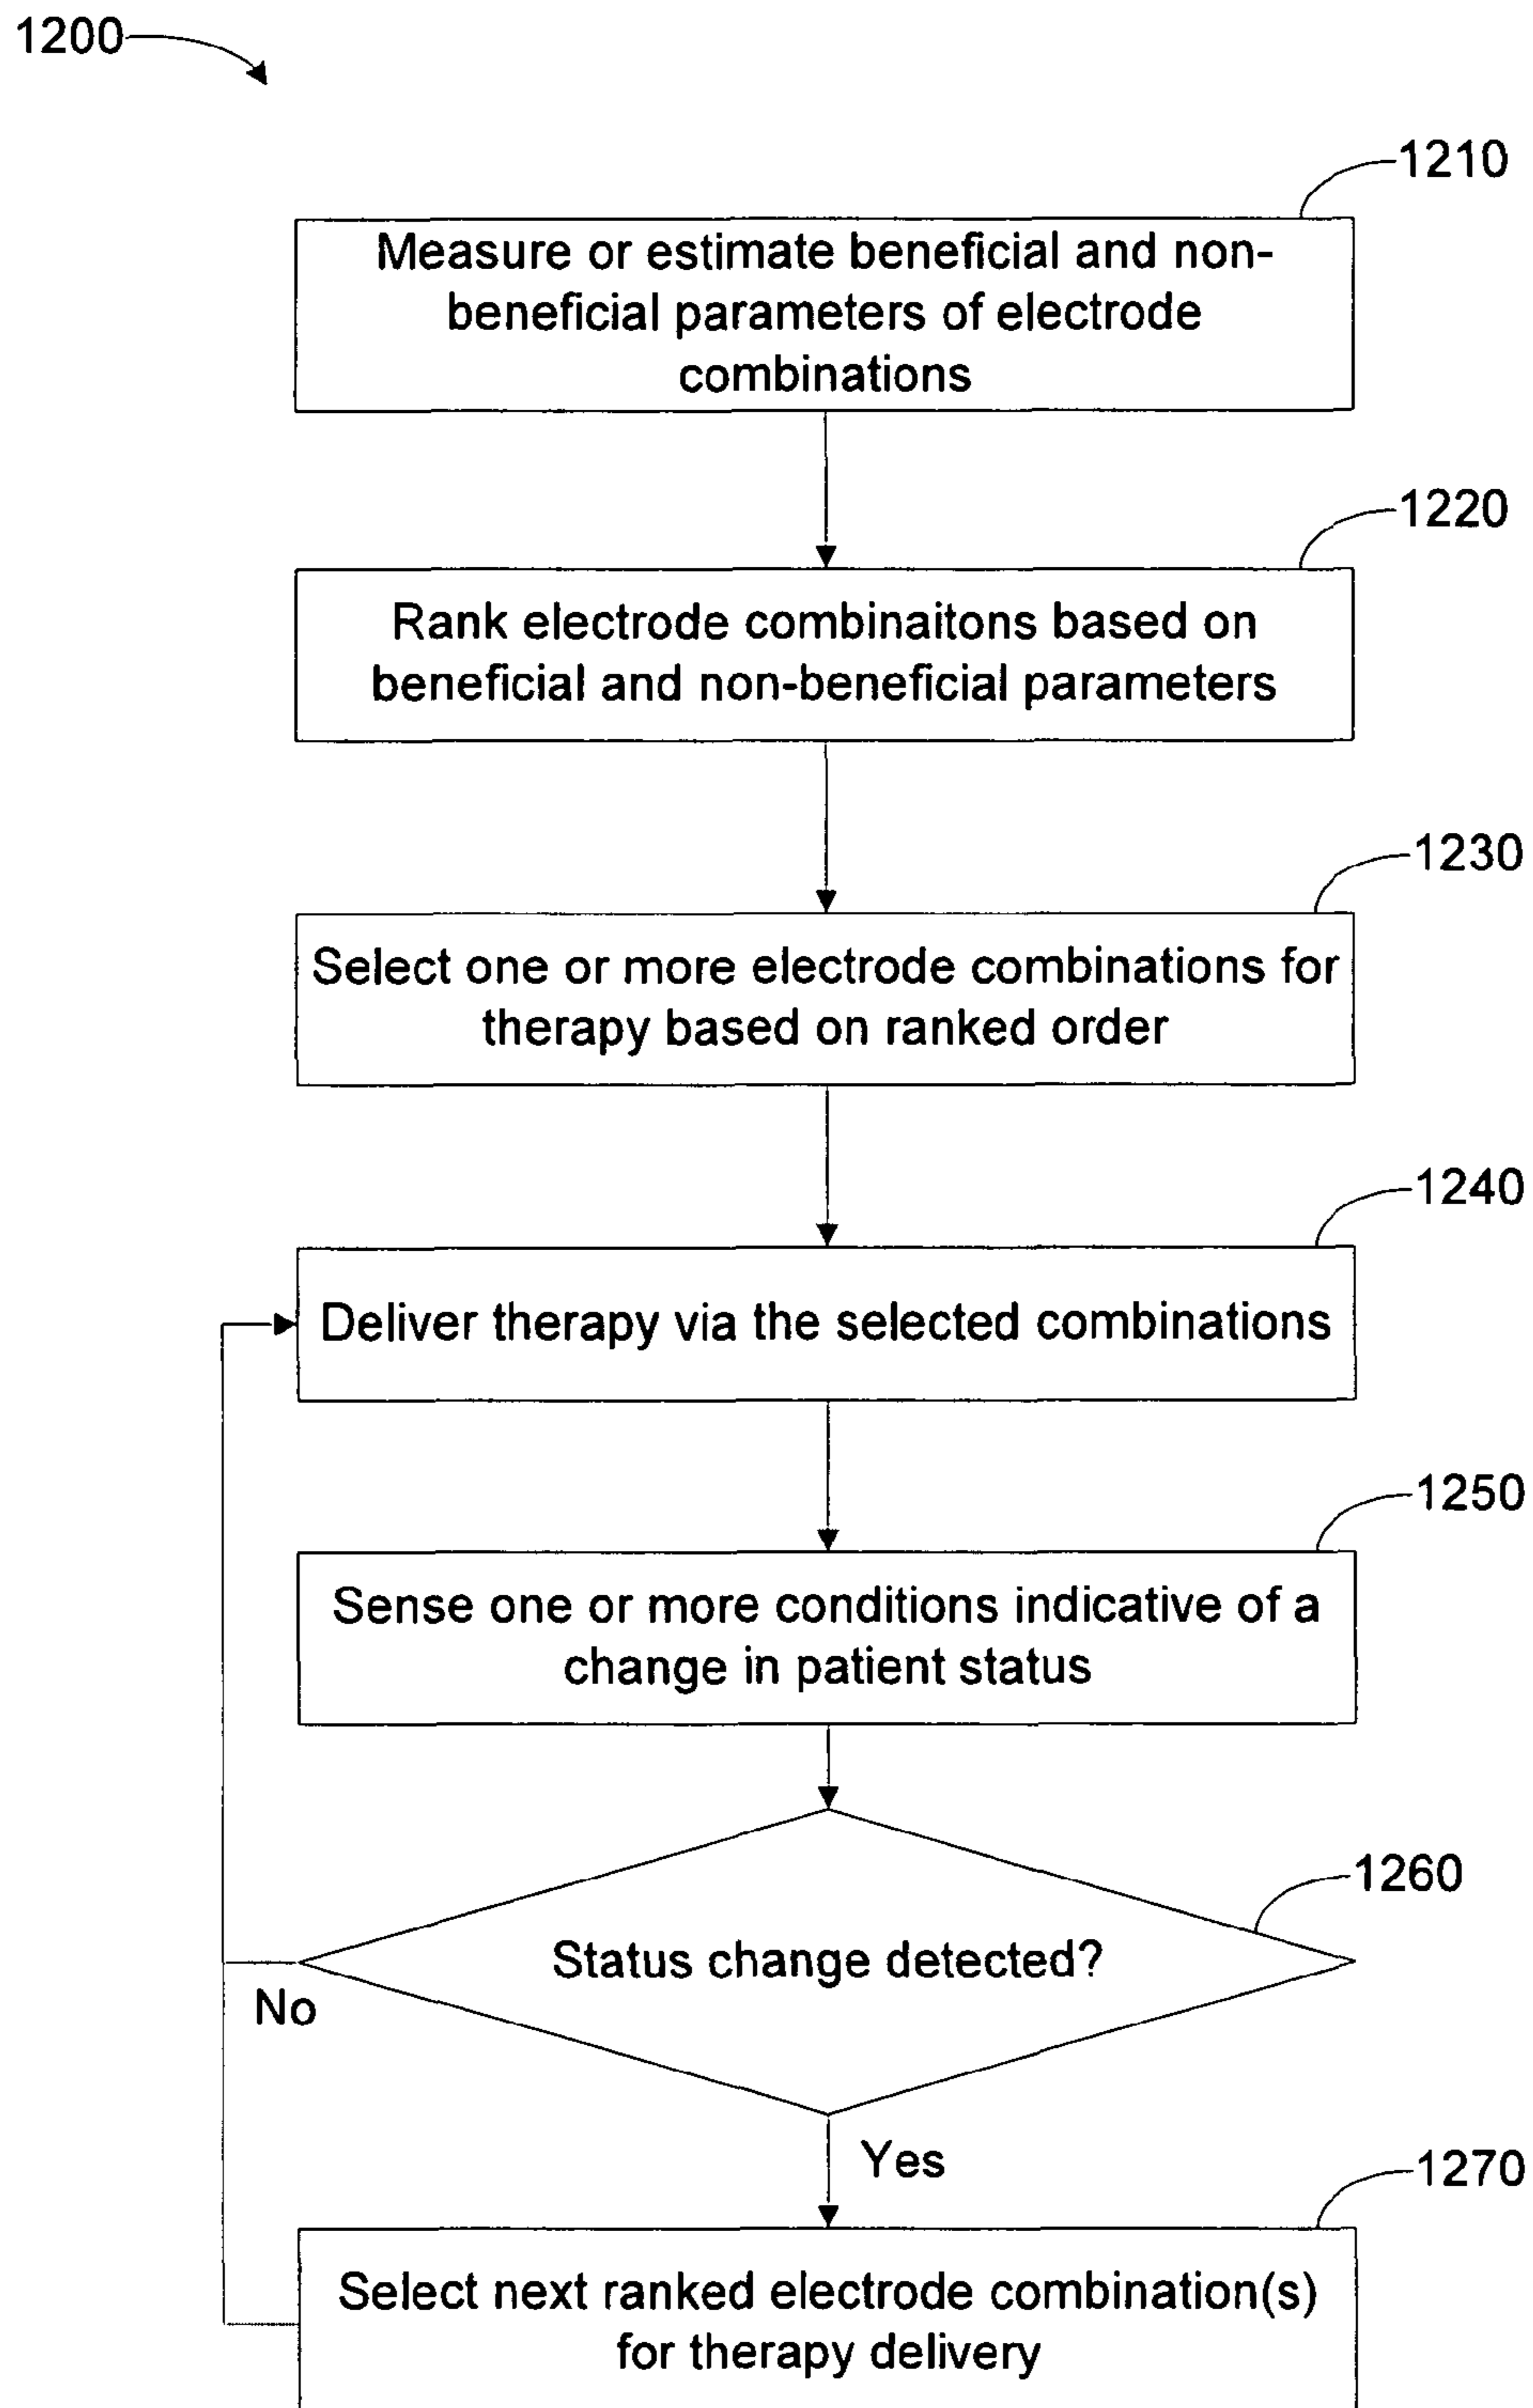 1200
1210
Measure or estimate beneficial and non-
beneficial parameters of electrode
combinations
1220
Rank electrode combinaitons based on
beneficial and non-beneficial parameters
1230
Select one or more electrode combinations for
therapy based on ranked order
1240
Deliver therapy via the selected combinations
1250
Sense one or more conditions indicative of a
change in patient status
1260
Status change detected?
No
Yes
1270
Select next ranked electrode combination(s)
for therapy delivery